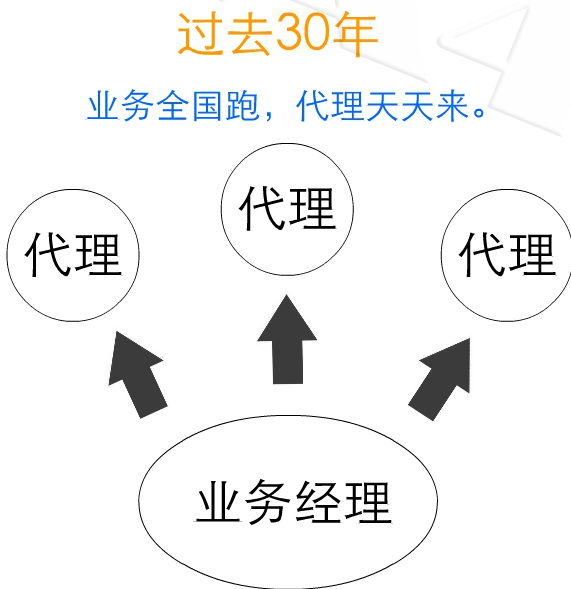 过去30年
业务全国跑，代理天天来。
代理
代理
代理
业务经理